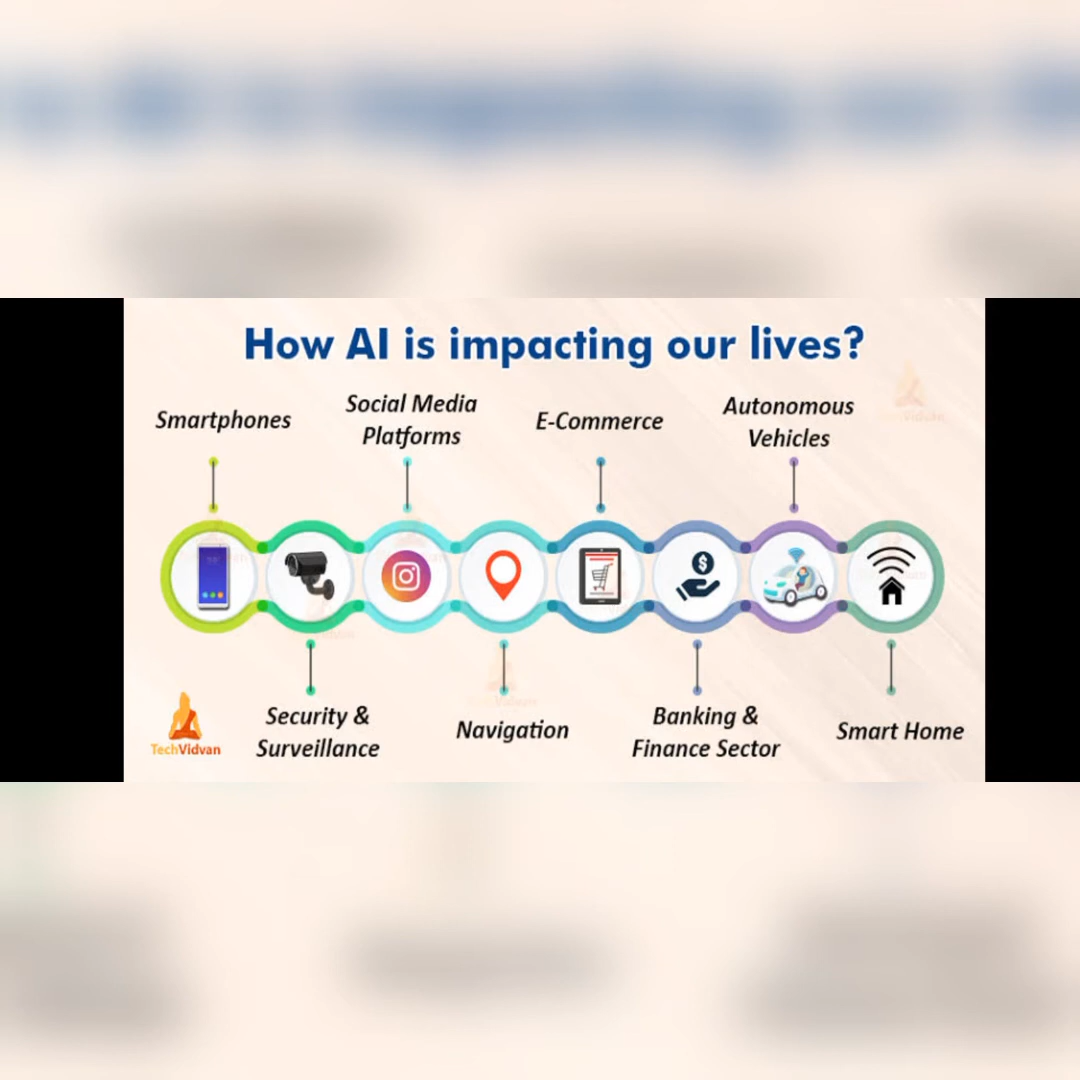 How AI is impacting our lives?
Smartphones
Social Media
Platforms
E-Commerce
Autonomous
Vehicles
Security &
Surveillance
Navigation
Banking &
Finance Sector
Smart Home
TechVidvan